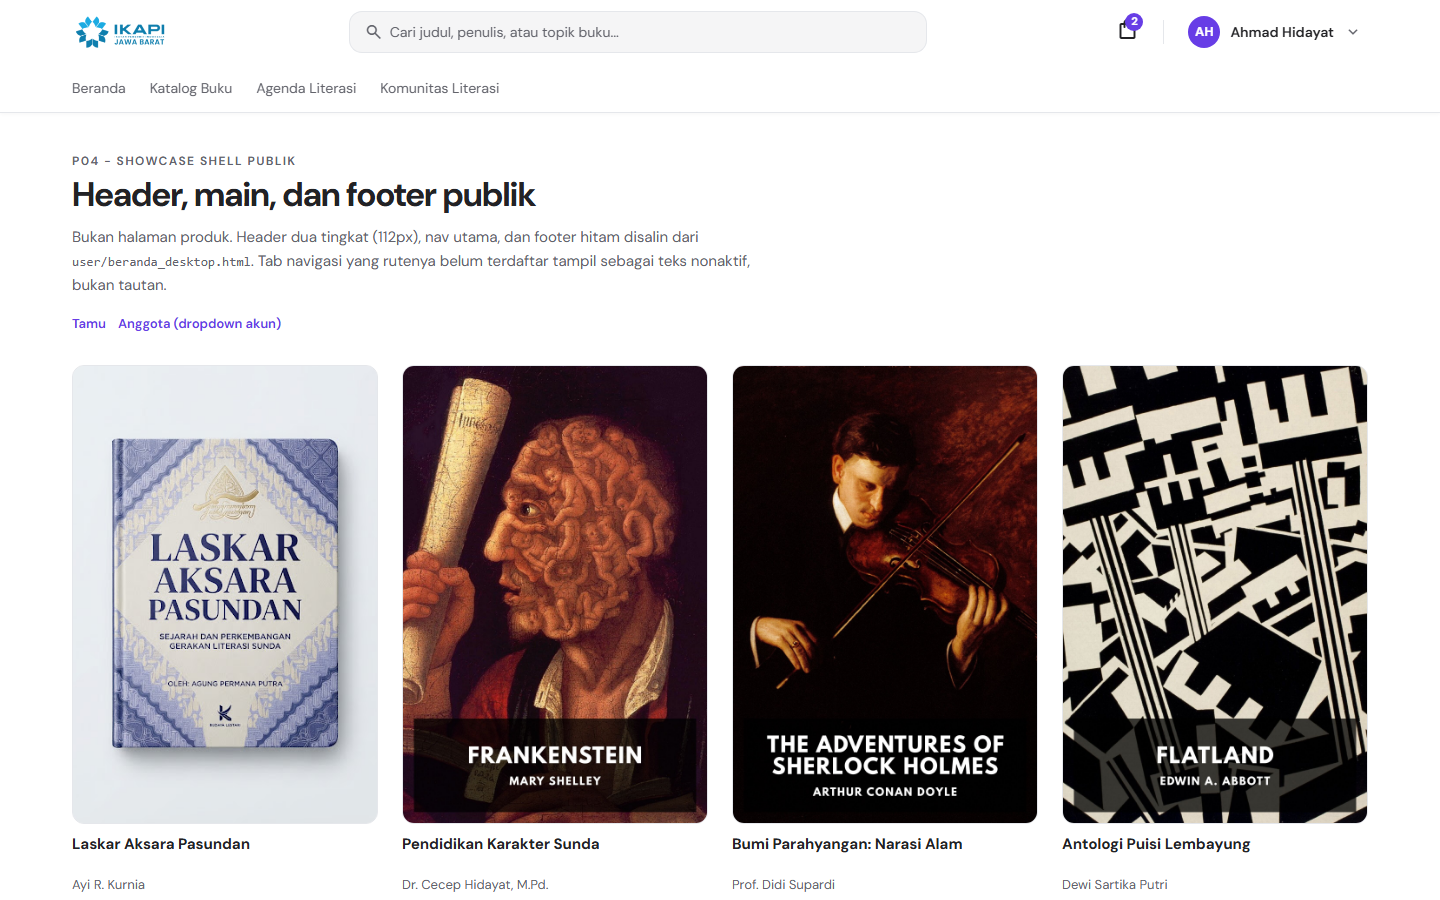 IKAPI
JAWA BARAT
Cari judul, penulis, atau topik buku...
2
AH
Ahmad Hidayat
Beranda
Katalog Buku
Agenda Literasi
Komunitas Literasi
P04 - SHOWCASE SHELL PUBLIK
Header, main, dan footer publik
Bukan halaman produk. Header dua tingkat (112px), nav utama, dan footer hitam disalin dari
user/beranda_desktop.html. Tab navigasi yang rutenya belum terdaftar tampil sebagai teks nonaktif,
bukan tautan.
Tamu
Anggota (dropdown akun)
LASKAR
AKSARA
PASUNDAN
SEJARAH DAN PERKEMBANGAN
GERAKAN LITERASI SUNDA
OLEH: AGUNG PERMANA PUTRA
FRANKENSTEIN
MARY SHELLEY
THE ADVENTURES OF
SHERLOCK HOLMES
ARTHUR CONAN DOYLE
FLATLAND
EDWIN A. ABBOTT
Laskar Aksara Pasundan
Pendidikan Karakter Sunda
Bumi Parahyangan: Narasi Alam
Antologi Puisi Lembayung
Ayi R. Kurnia
Dr. Cecep Hidayat, M.Pd.
Prof. Didi Supardi
Dewi Sartika Putri